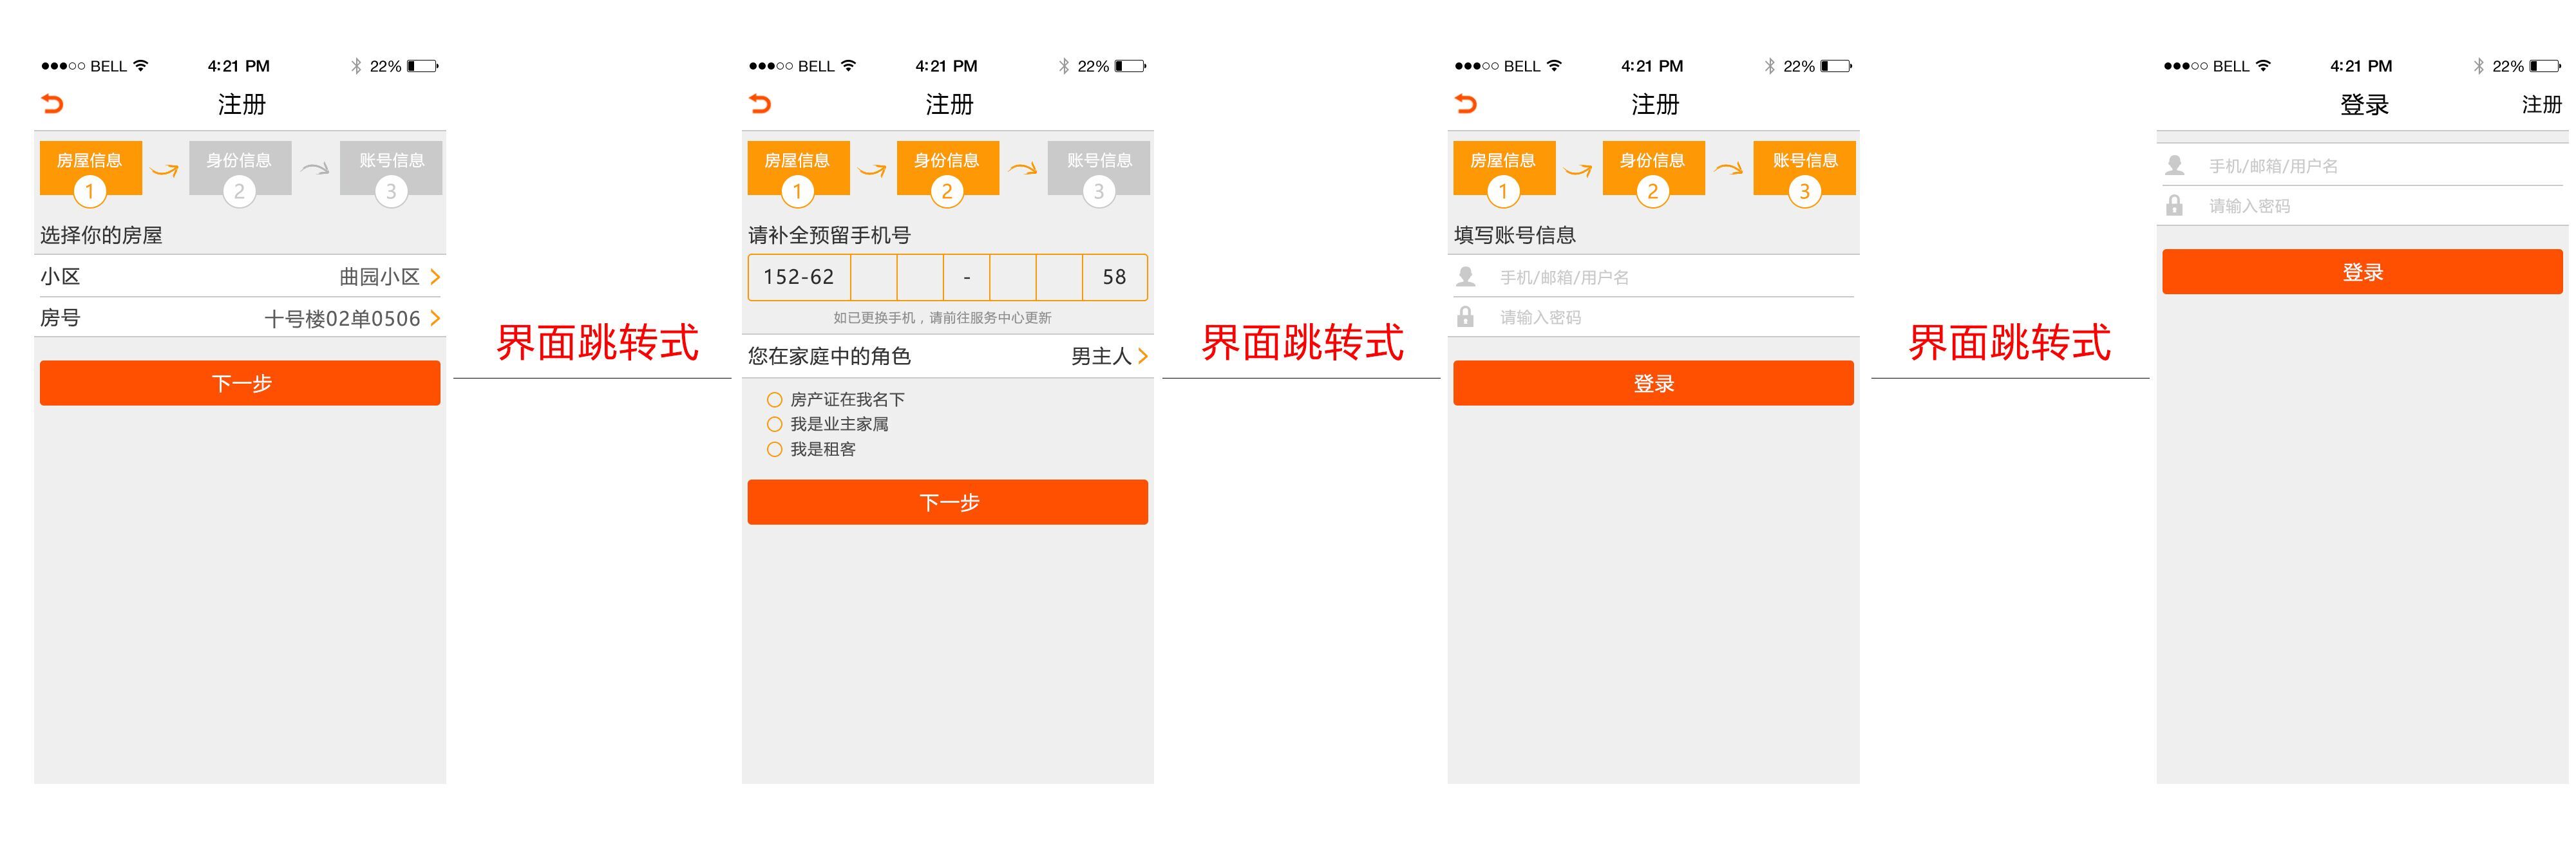 BELL 4:21 PM 22%
注册
房屋信息 身份信息 账号信息
1 2 3
选择你的房屋
小区 曲园小区
房号 十号楼02单0506
下一步
界面跳转式
BELL 4:21 PM 22%
注册
房屋信息 身份信息 账号信息
1 2 3
请补全预留手机号
152-62 - 58
如已更换手机，请前往服务中心更新
您在家庭中的角色 男主人
房产证在我名下
我是业主家属
我是租客
下一步
界面跳转式
BELL 4:21 PM 22%
注册
房屋信息 身份信息 账号信息
1 2 3
填写账号信息
手机/邮箱/用户名
请输入密码
登录
界面跳转式
BELL 4:21 PM 22%
登录 注册
手机/邮箱/用户名
请输入密码
登录